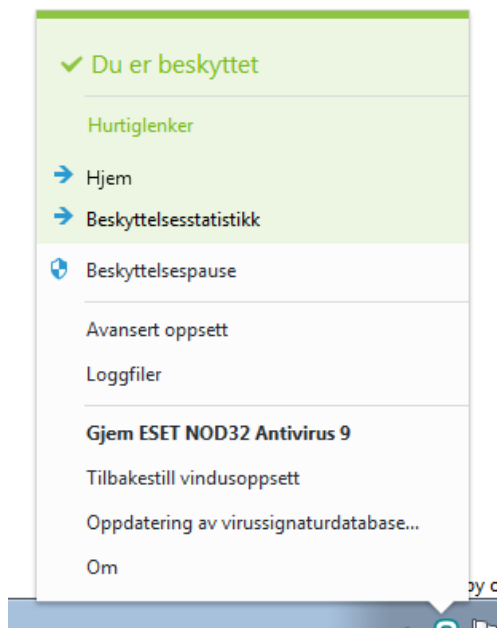 Du er beskyttet
Hurtiglenker
Hjem
Beskyttelsesstatistikk
Beskyttelsespause
Avansert oppsett
Loggfiler
Gjem ESET NOD32 Antivirus 9
Tilbakestill vindusoppsett
Oppdatering av virussignaturdatabase...
Om
by